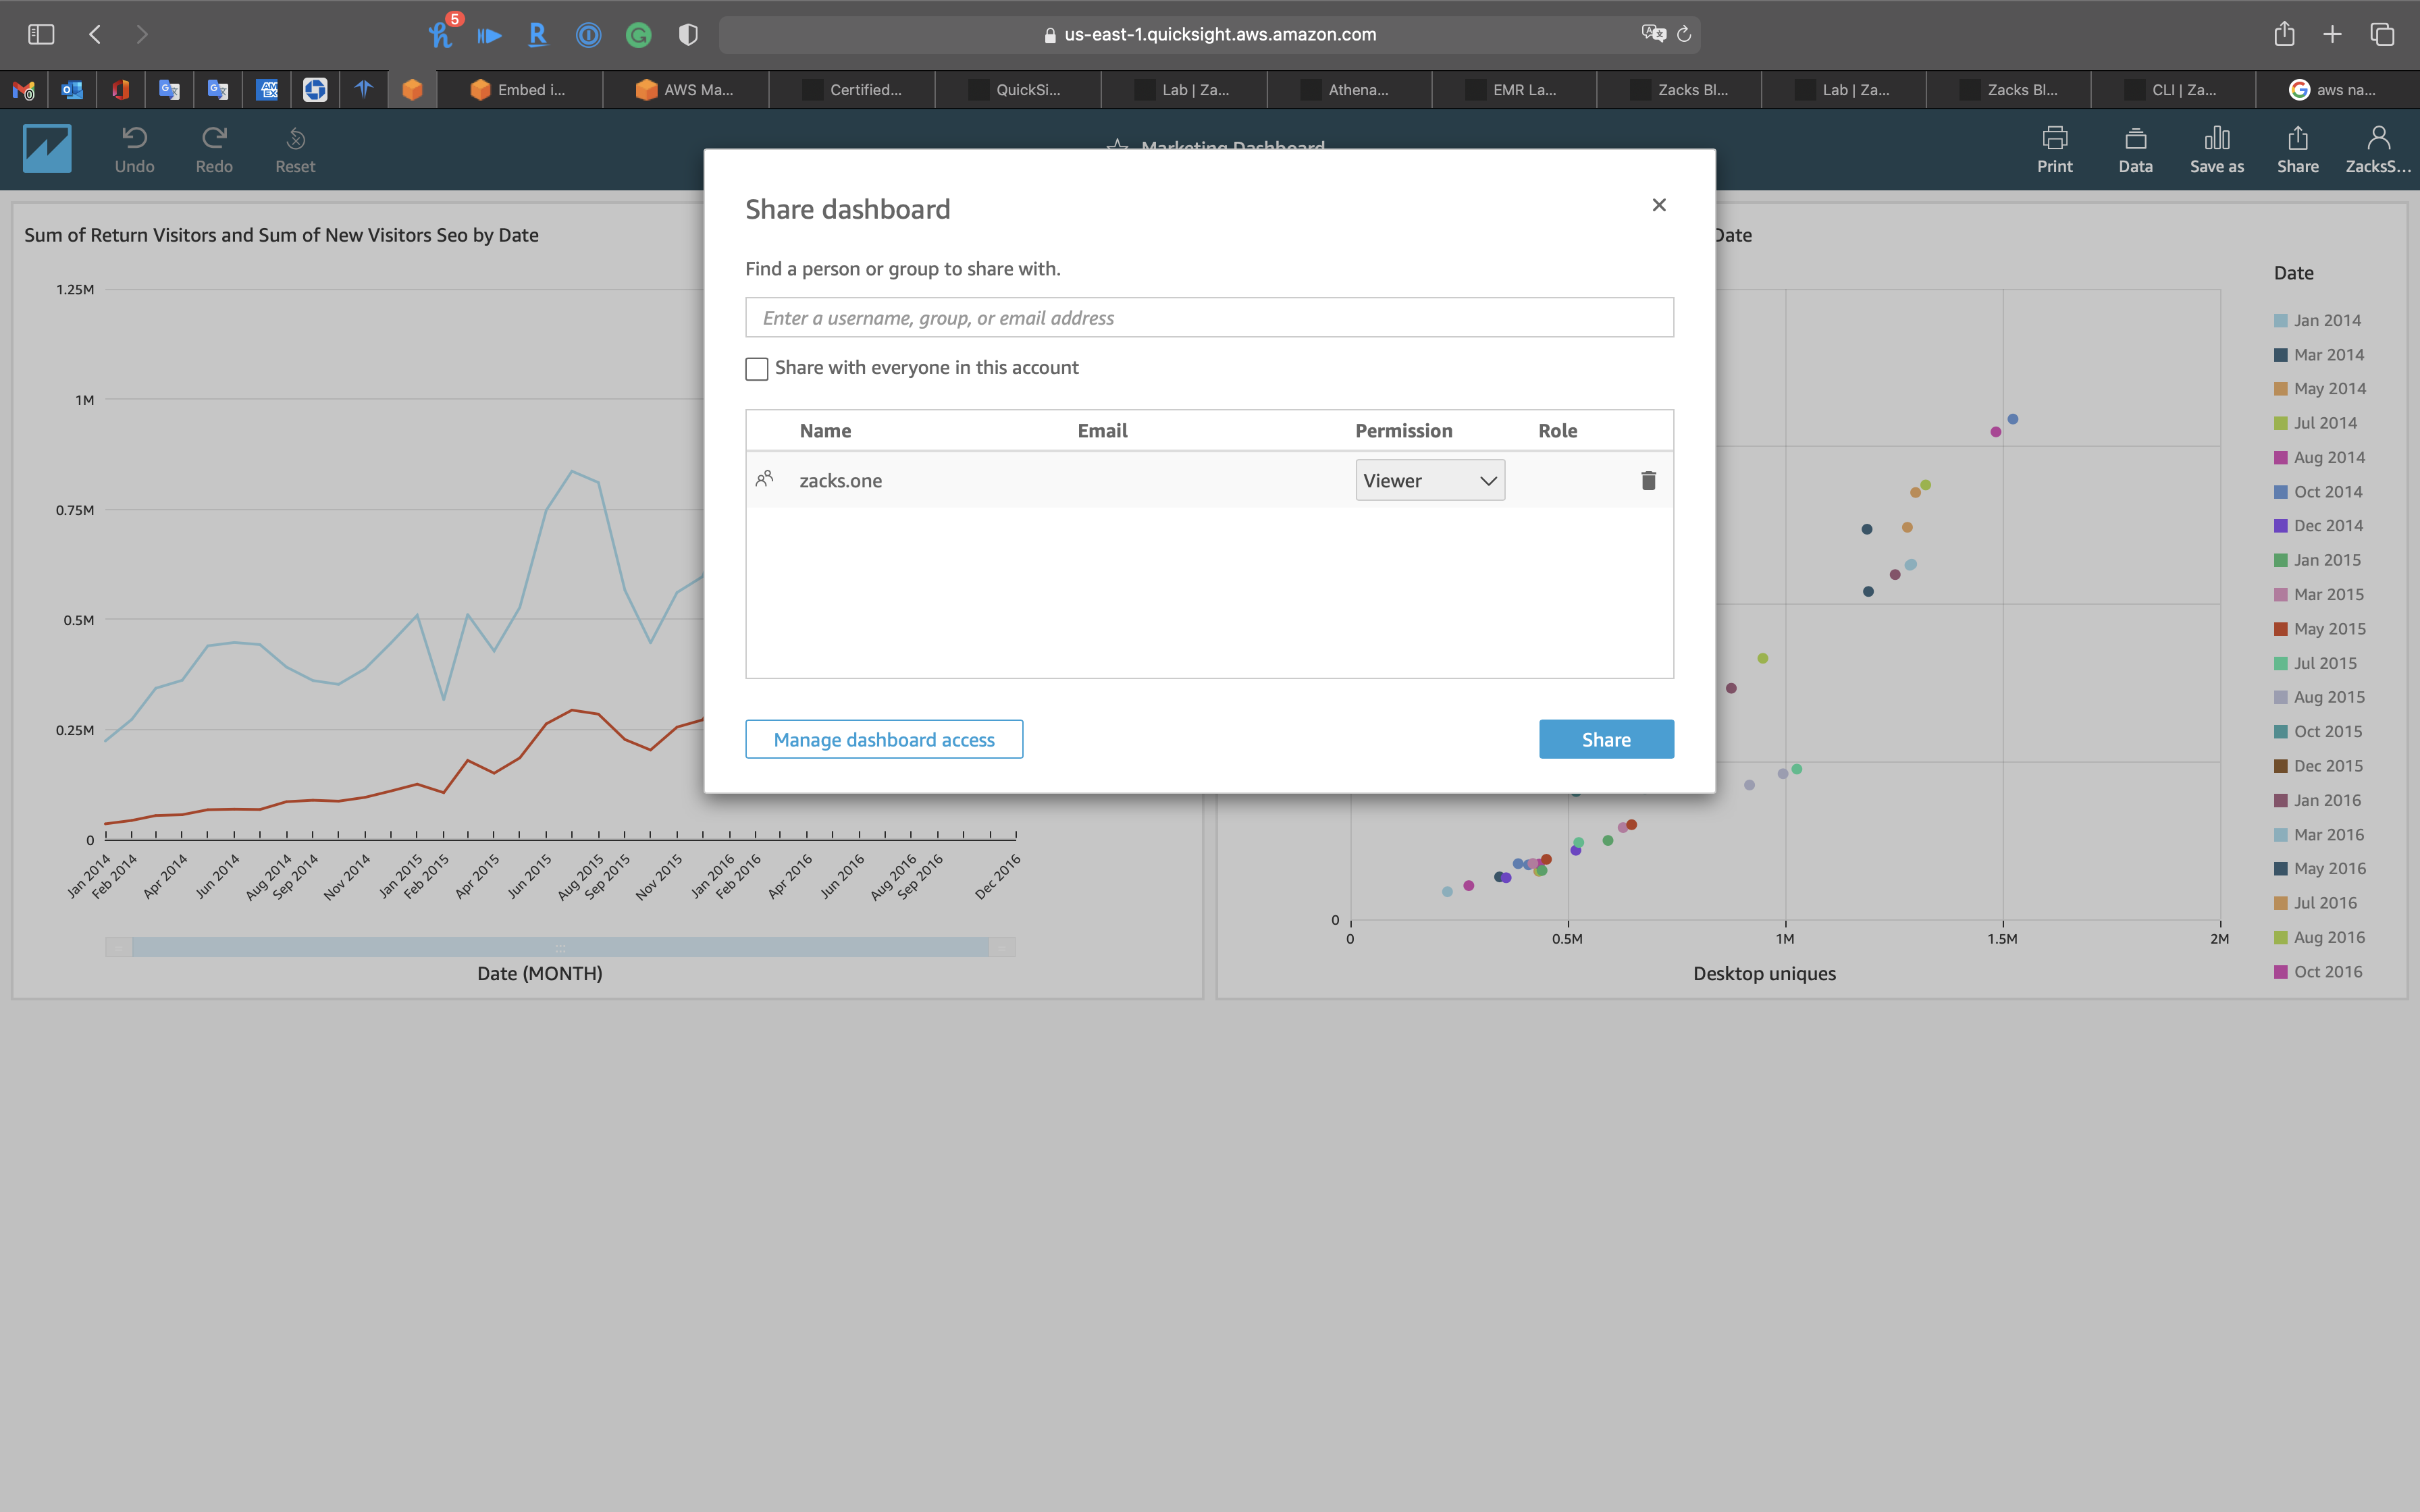 5
us-east-1.quicksight.aws.amazon.com
Embed i...
AWS Ma...
Certified...
QuickSi...
Lab | Za...
Athena...
EMR La...
Zacks Bl...
Lab | Za...
Zacks Bl...
CLI | Za...
aws na...
Undo
Redo
Reset
Marketing Dashboard
Print
Data
Save as
Share
ZacksS...
Share dashboard
Find a person or group to share with.
Enter a username, group, or email address
Share with everyone in this account
Name Email Permission Role
zacks.one Viewer
Manage dashboard access
Share
Sum of Return Visitors and Sum of New Visitors Seo by Date
1.25M
1M
0.75M
0.5M
0.25M
0
Jan 2014
Feb 2014
Apr 2014
Jun 2014
Aug 2014
Sep 2014
Nov 2014
Jan 2015
Feb 2015
Apr 2015
Jun 2015
Aug 2015
Sep 2015
Nov 2015
Jan 2016
Feb 2016
Apr 2016
Jun 2016
Aug 2016
Sep 2016
Dec 2016
Date (MONTH)
Date
0
0
0.5M
1M
1.5M
2M
Desktop uniques
Date
Jan 2014
Mar 2014
May 2014
Jul 2014
Aug 2014
Oct 2014
Dec 2014
Jan 2015
Mar 2015
May 2015
Jul 2015
Aug 2015
Oct 2015
Dec 2015
Jan 2016
Mar 2016
May 2016
Jul 2016
Aug 2016
Oct 2016